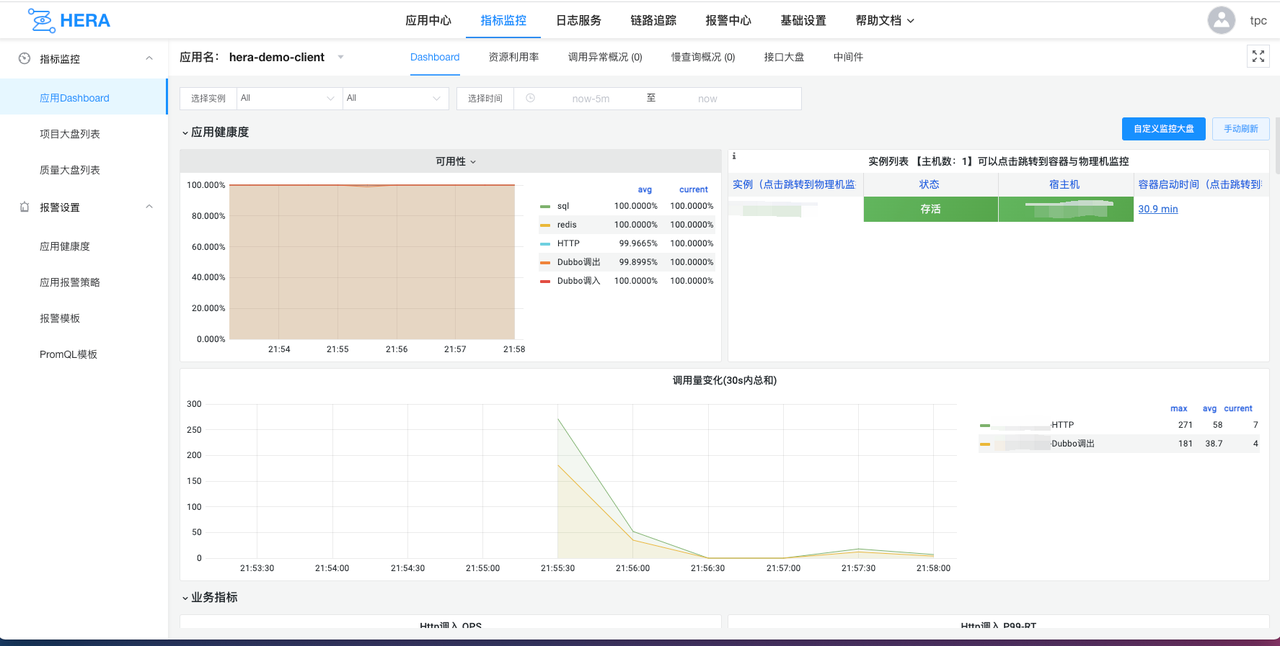 HERA
应用中心 指标监控 日志服务 链路追踪 报警中心 基础设置 帮助文档
tpc
指标监控
应用Dashboard
项目大盘列表
质量大盘列表
报警设置
应用健康度
应用报警策略
报警模板
PromQL模板
应用名： hera-demo-client
Dashboard 资源利用率 调用异常概况 (0) 慢查询概况 (0) 接口大盘 中间件
选择实例 All All 选择时间 now-5m 至 now
应用健康度
自定义监控大盘 手动刷新
可用性
100.000%
80.000%
60.000%
40.000%
20.000%
0.000%
21:54 21:55 21:56 21:57 21:58
avg current
sql 100.0000% 100.0000%
redis 100.0000% 100.0000%
HTTP 99.9665% 100.0000%
Dubbo调出 99.8995% 100.0000%
Dubbo调入 100.0000% 100.0000%
i
实例列表 【主机数：1】可以点击跳转到容器与物理机监控
实例（点击跳转到物理机监 状态 宿主机 容器启动时间（点击跳转到
存活 30.9 min
调用量变化(30s内总和)
300
250
200
150
100
50
0
21:53:30 21:54:00 21:54:30 21:55:00 21:55:30 21:56:00 21:56:30 21:57:00 21:57:30 21:58:00
max avg current
HTTP 271 58 7
Dubbo调出 181 38.7 4
业务指标
Http调入 QPS
Http调入 P99-RT